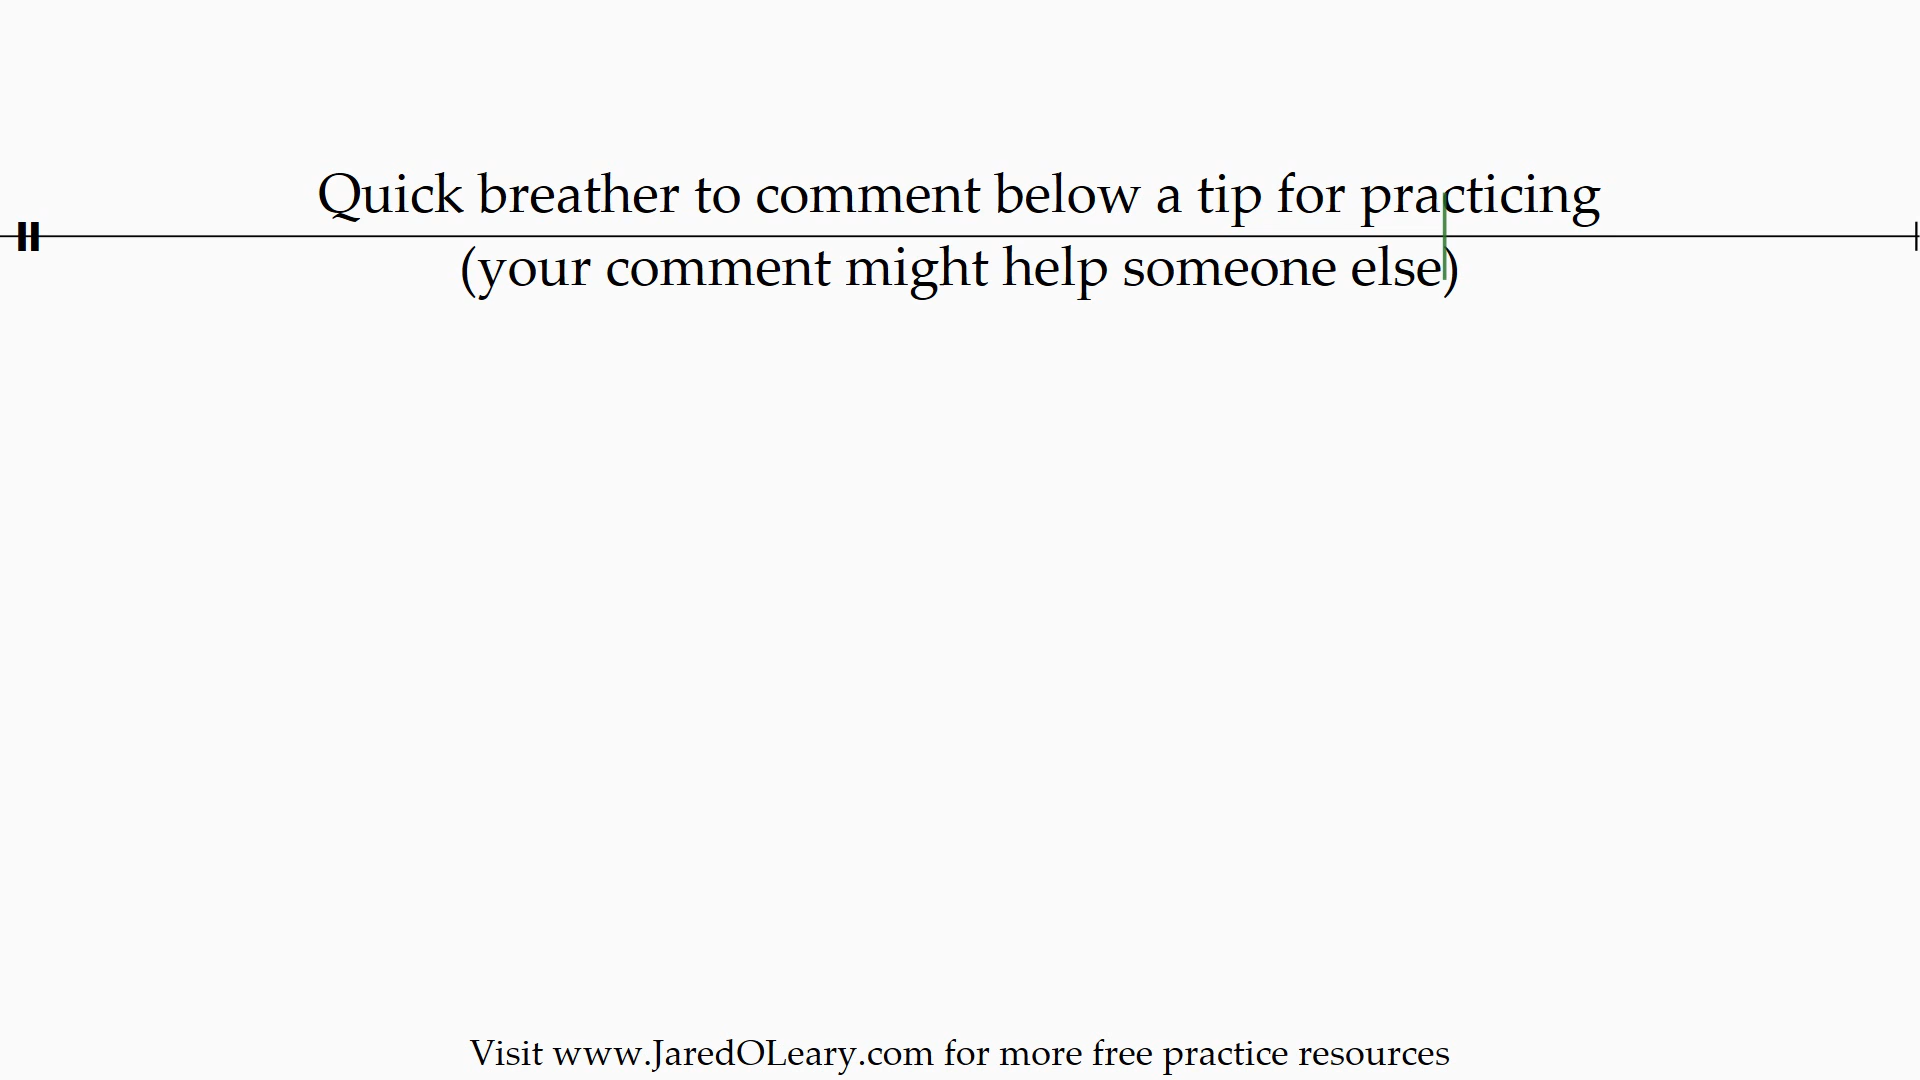 Quick breather to comment below a tip for practicing
(your comment might help someone else)
Visit www.JaredOLeary.com for more free practice resources